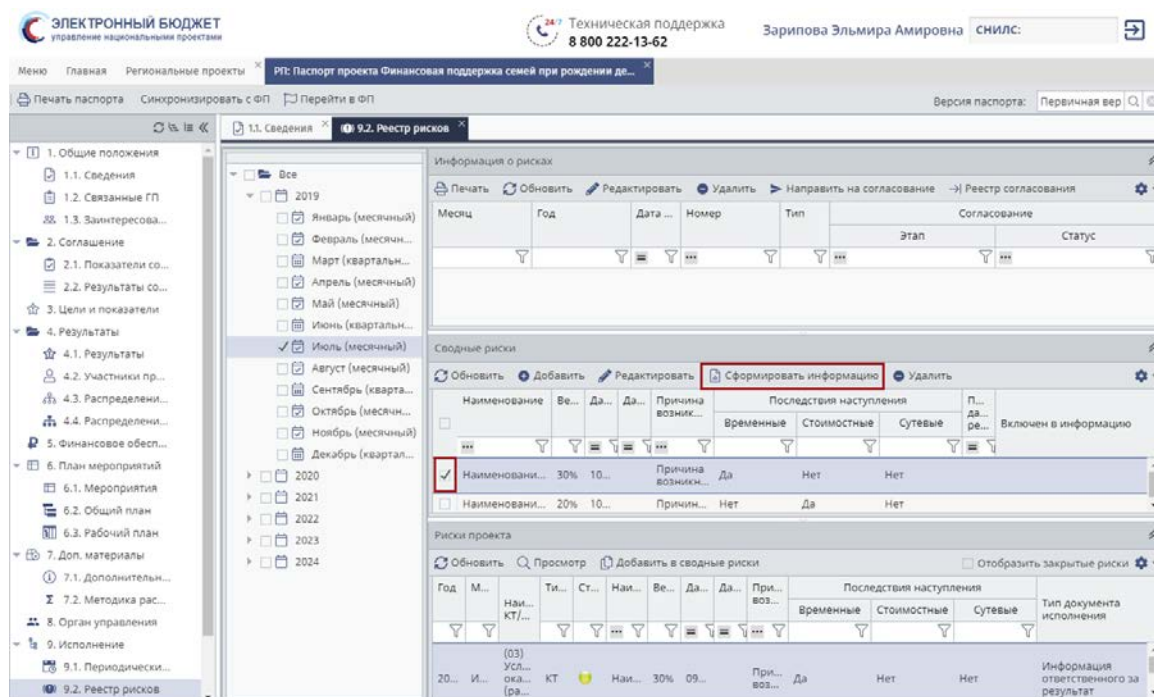 ЭЛЕКТРОННЫЙ БЮДЖЕТ
управление национальными проектами
24/7 Техническая поддержка
8 800 222-13-62
Зарипова Эльмира Амировна СНИЛС:
Меню Главная Региональные проекты РП: Паспорт проекта Финансовая поддержка семей при рождении де...
Печать паспорта Синхронизировать с ФП Перейти в ФП Версия паспорта: Первичная вер
1.1. Сведения 9.2. Реестр рисков
1. Общие положения
1.1. Сведения
1.2. Связанные ГП
1.3. Заинтересова...
2. Соглашение
2.1. Показатели со...
2.2. Результаты со...
3. Цели и показатели
4. Результаты
4.1. Результаты
4.2. Участники пр...
4.3. Распределени...
4.4. Распределени...
5. Финансовое обесп...
6. План мероприятий
6.1. Мероприятия
6.2. Общий план
6.3. Рабочий план
7. Доп. материалы
7.1. Дополнительн...
7.2. Методика рас...
8. Орган управления
9. Исполнение
9.1. Периодически...
9.2. Реестр рисков
Все
2019
Январь (месячный)
Февраль (месячн...
Март (квартальн...
Апрель (месячный)
Май (месячный)
Июнь (квартальн...
Июль (месячный)
Август (месячный)
Сентябрь (кварта...
Октябрь (месячн...
Ноябрь (месячный)
Декабрь (квартал...
2020
2021
2022
2023
2024
Информация о рисках
Печать Обновить Редактировать Удалить Направить на согласование Реестр согласования
Месяц Год Дата ... Номер Тип Согласование
Этап Статус
Сводные риски
Обновить Добавить Редактировать Сформировать информацию Удалить
Наименование Ве... Да... Да... Причина возник... Последствия наступления П... да... ре... Включен в информацию
Временные Стоимостные Сутевые
Наименовани... 30% 10... Причина возникн... Да Нет Нет
Наименовани... 20% 10... Причин... Нет Да Нет
Риски проекта
Обновить Просмотр Добавить в сводные риски Отобразить закрытые риски
Год М... Наи... КТ/... Ти... Ст... Наи... Ве... Да... Да... При... воз... Последствия наступления Тип документа исполнения
Временные Стоимостные Сутевые
20... И... (03) Усл... ока... (ра... КТ Наи... 30% 09... При... воз... Да Нет Нет Информация ответственного за результат